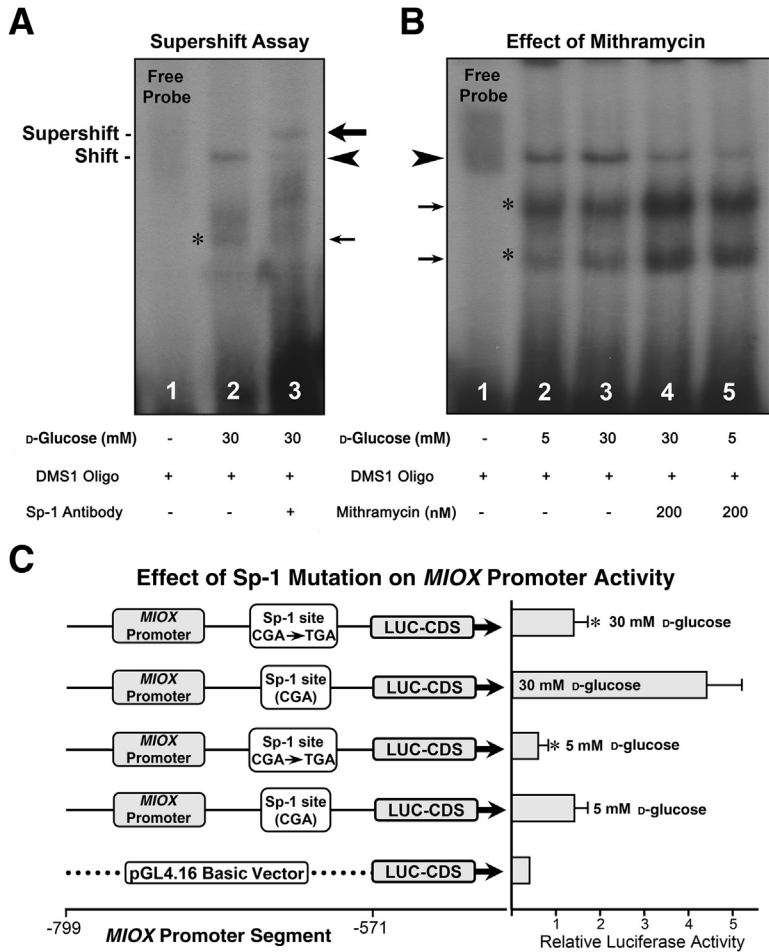 A
Supershift Assay
Free
Probe
Supershift -
Shift -
*
1 2 3
D-Glucose (mM) - 30 30
DMS1 Oligo + + +
Sp-1 Antibody - - +
B
Effect of Mithramycin
Free
Probe
*
*
1 2 3 4 5
D-Glucose (mM) - 5 30 30 5
DMS1 Oligo + + + + +
Mithramycin (nM) - - - 200 200
C
Effect of Sp-1 Mutation on MIOX Promoter Activity
MIOX
Promoter
Sp-1 site
CGA→TGA
LUC-CDS
* 30 mM D-glucose
MIOX
Promoter
Sp-1 site
(CGA)
LUC-CDS
30 mM D-glucose
MIOX
Promoter
Sp-1 site
CGA→TGA
LUC-CDS
* 5 mM D-glucose
MIOX
Promoter
Sp-1 site
(CGA)
LUC-CDS
5 mM D-glucose
pGL4.16 Basic Vector
LUC-CDS
-799
-571
MIOX Promoter Segment
1 2 3 4 5
Relative Luciferase Activity